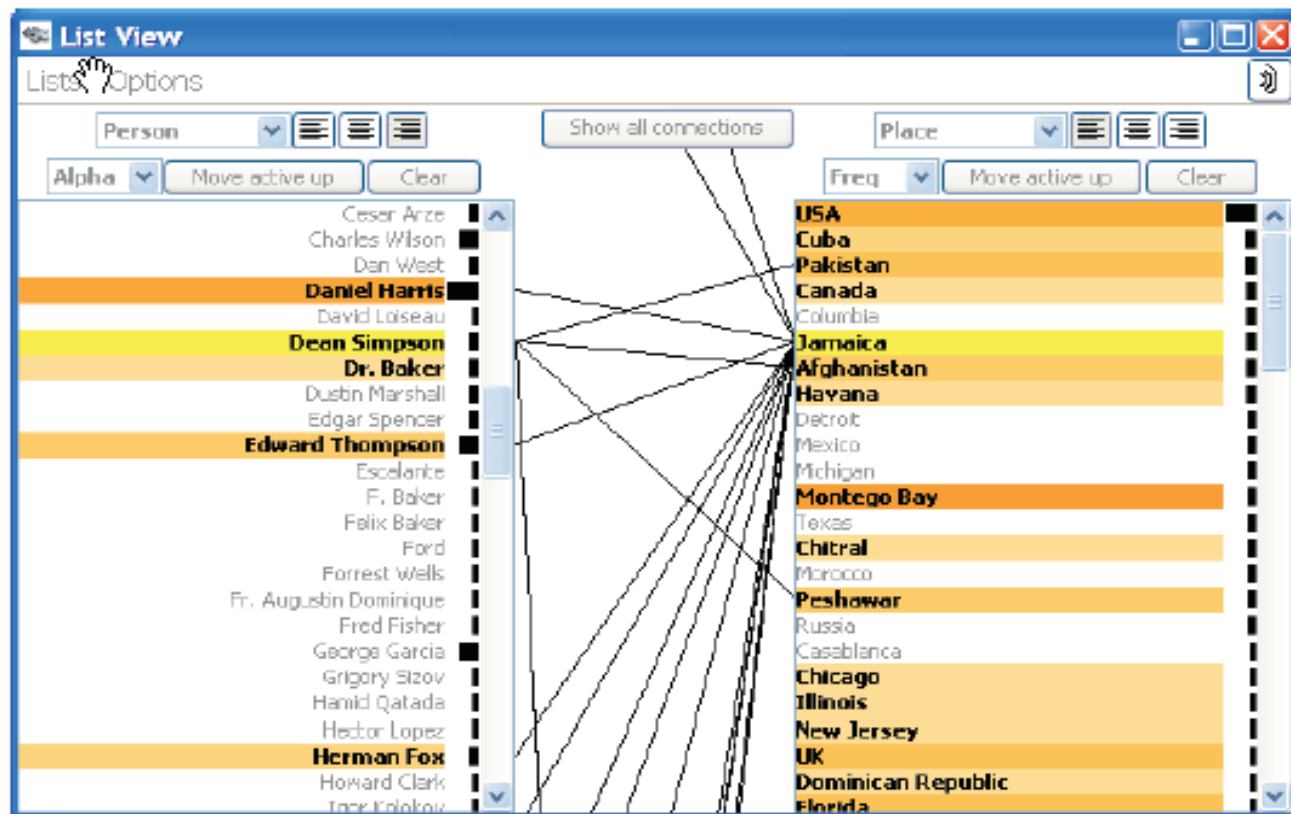 List View
Lists Options
Person
Show all connections
Place
Alpha
Move active up
Clear
Freq
Move active up
Clear
Ceser Arze
Charles Wilson
Dan West
Daniel Harris
David Loiseau
Dean Simpson
Dr. Baker
Dustin Marshall
Edgar Spencer
Edward Thompson
Escalante
F. Baker
Felix Baker
Ford
Forrest Wells
Fr. Augustin Dominique
Fred Fisher
George Garcia
Grigory Sizov
Hamid Qatada
Hector Lopez
Herman Fox
Howard Clark
Igor Kolokov
USA
Cuba
Pakistan
Canada
Columbia
Jamaica
Afghanistan
Havana
Detroit
Mexico
Michigan
Montego Bay
Texas
Chitral
Morocco
Peshawar
Russia
Casablanca
Chicago
Illinois
New Jersey
UK
Dominican Republic
Florida